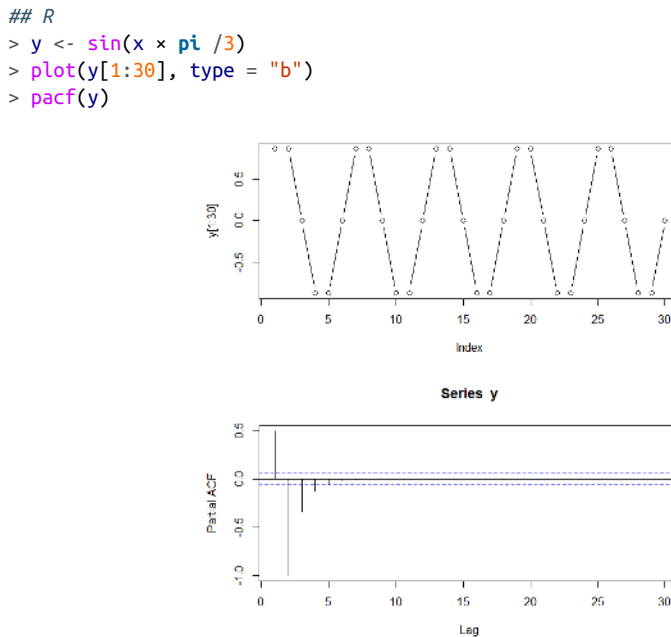 ## R
> y <- sin(x × pi /3)
> plot(y[1:30], type = "b")
> pacf(y)
y[1:30]
0.5
0.0
-0.5
0 5 10 15 20 25 30
Index
Series y
Partial ACF
0.5
0.0
-0.5
-1.0
0 5 10 15 20 25 30
Lag